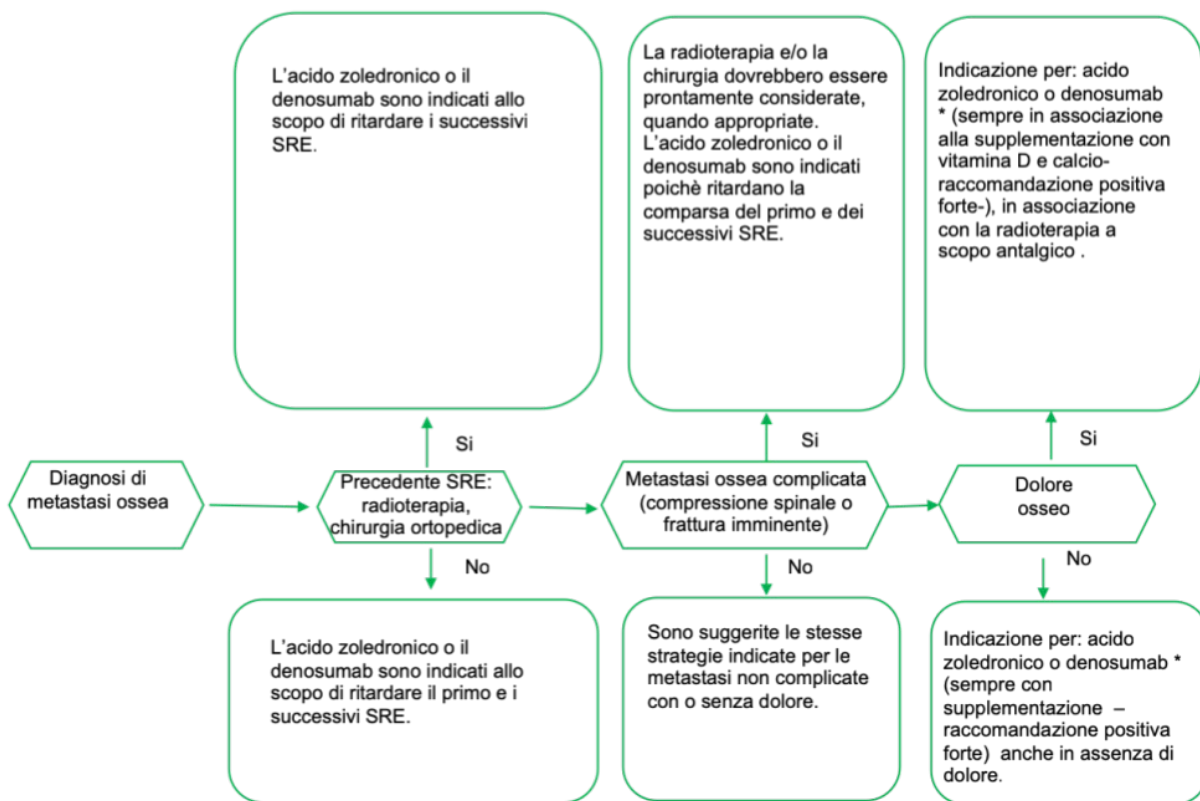 L'acido zoledronico o il
denosumab sono indicati allo
scopo di ritardare i successivi
SRE.
La radioterapia e/o la
chirurgia dovrebbero essere
prontamente considerate,
quando appropriate.
L'acido zoledronico o il
denosumab sono indicati
poichè ritardano la
comparsa del primo e dei
successivi SRE.
Indicazione per: acido
zoledronico o denosumab
* (sempre in associazione
alla supplementazione con
vitamina D e calcio-
raccomandazione positiva
forte-), in associazione
con la radioterapia a
scopo antalgico .
Si
Si
Si
Diagnosi di
metastasi ossea
Precedente SRE:
radioterapia,
chirurgia ortopedica
Metastasi ossea complicata
(compressione spinale o
frattura imminente)
Dolore
osseo
No
No
No
L'acido zoledronico o il
denosumab sono indicati allo
scopo di ritardare il primo e i
successivi SRE.
Sono suggerite le stesse
strategie indicate per le
metastasi non complicate
con o senza dolore.
Indicazione per: acido
zoledronico o denosumab *
(sempre con
supplementazione –
raccomandazione positiva
forte) anche in assenza di
dolore.